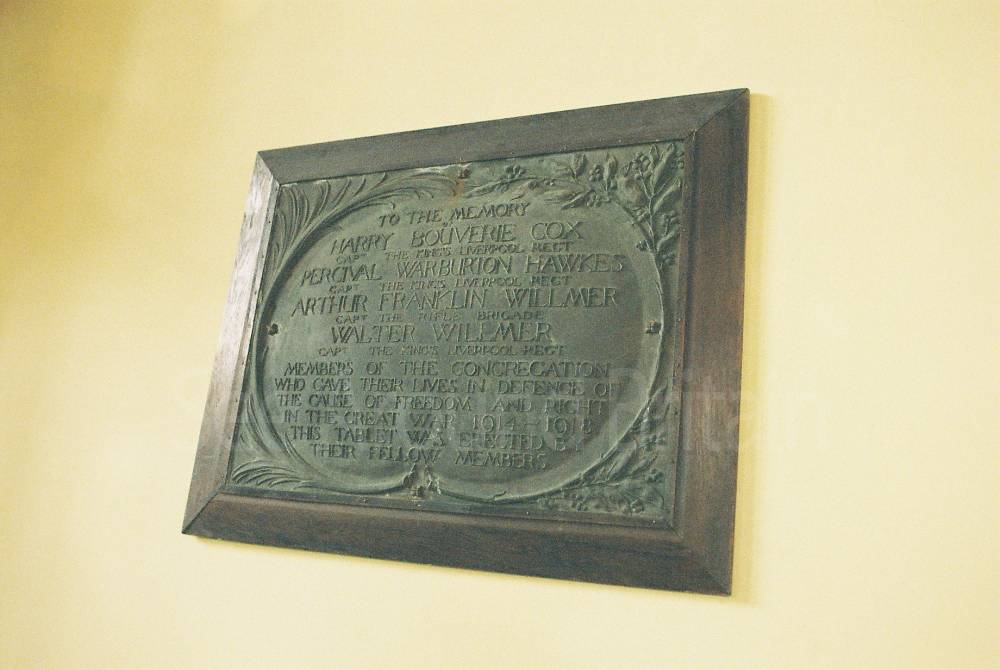 TO THE MEMORY
OF
HARRY BOUVERIE COX
CAPT THE KING'S LIVERPOOL REGT
PERCIVAL WARBURTON HAWKES
CAPT THE KING'S LIVERPOOL REGT
ARTHUR FRANKLIN WILLMER
CAPT THE RIFLE BRIGADE
WALTER WILLMER
CAPT THE KING'S LIVERPOOL REGT
MEMBERS OF THE CONGREGATION
WHO GAVE THEIR LIVES IN DEFENCE OF
THE CAUSE OF FREEDOM AND RIGHT
IN THE GREAT WAR 1914-1918
THIS TABLET WAS ERECTED BY
THEIR FELLOW MEMBERS